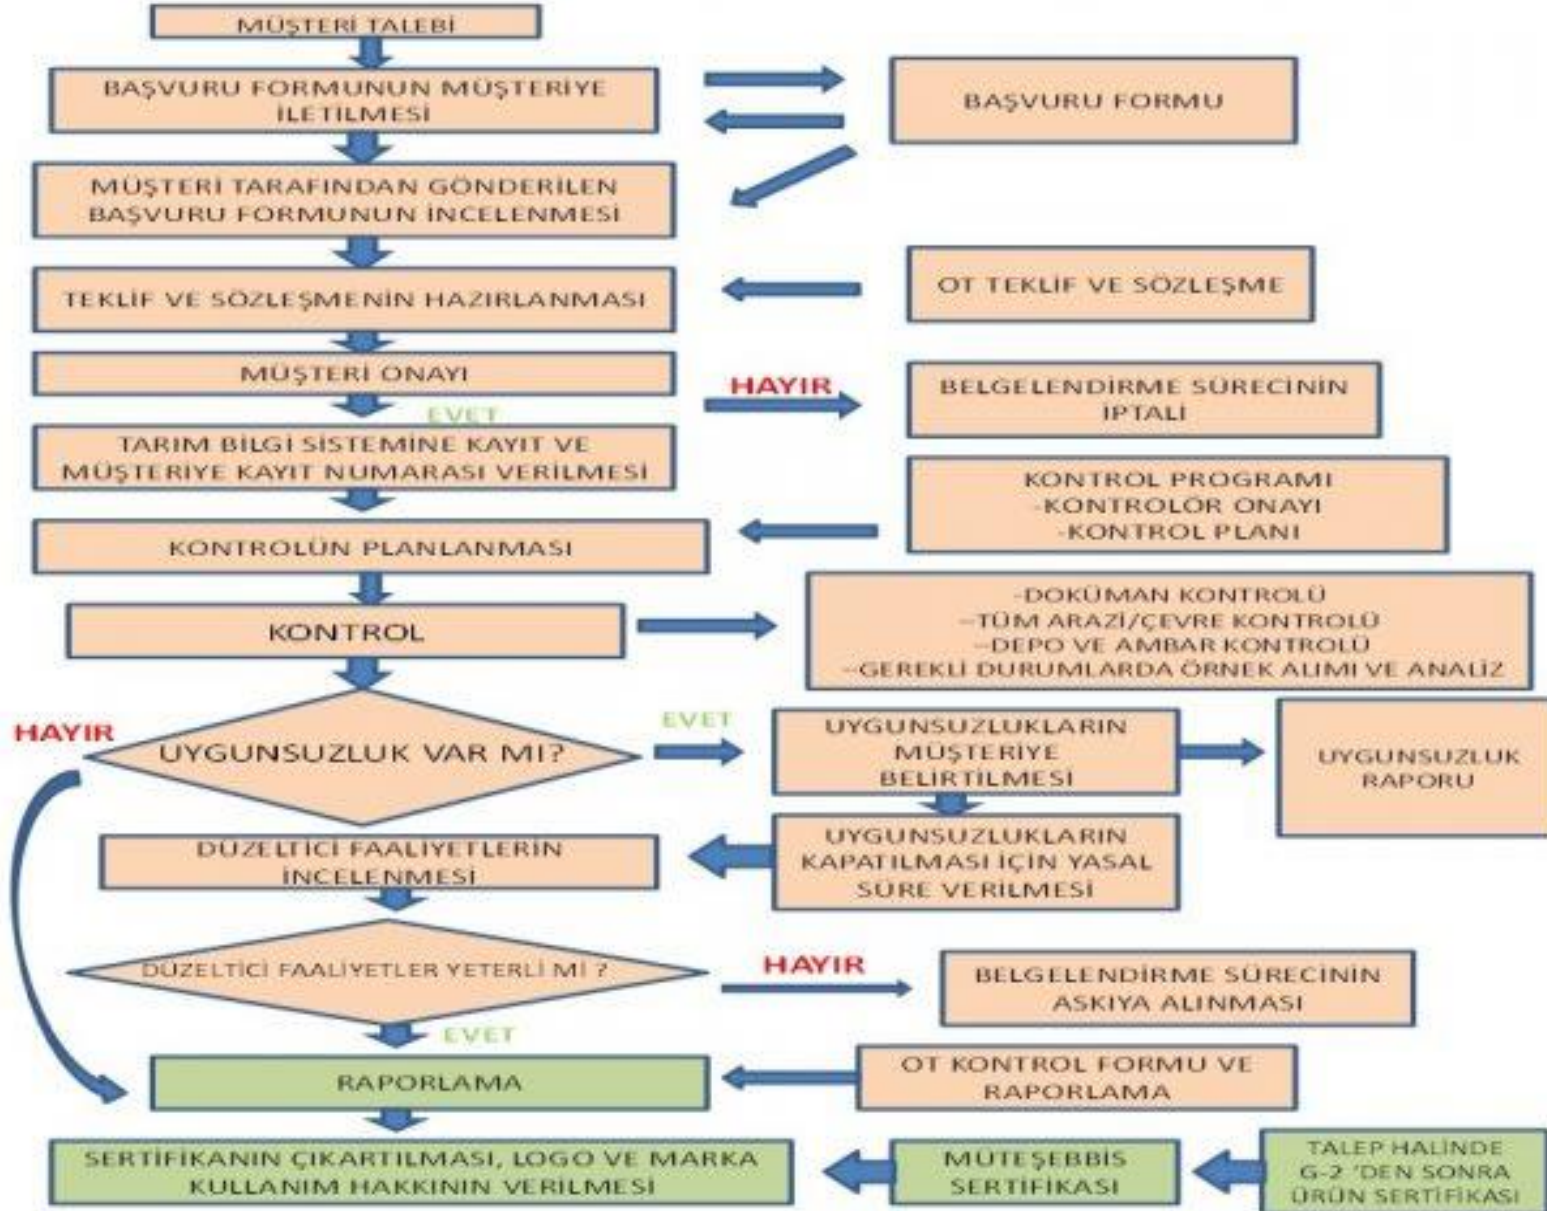 MÜŞTERİ TALEBİ
BAŞVURU FORMUNUN MÜŞTERİYE
İLETİLMESİ
BAŞVURU FORMU
MÜŞTERİ TARAFINDAN GÖNDERİLEN
BAŞVURU FORMUNUN İNCELENMESİ
TEKLİF VE SÖZLEŞMENİN HAZIRLANMASI
OT TEKLİF VE SÖZLEŞME
MÜŞTERİ ONAYI
HAYIR
BELGELENDİRME SÜRECİNİN
İPTALİ
EVET
TARIM BİLGİ SİSTEMİNE KAYIT VE
MÜŞTERİYE KAYIT NUMARASI VERİLMESİ
KONTROL PROGRAMI
-KONTROLÖR ONAYI
-KONTROL PLANI
KONTROLÜN PLANLANMASI
KONTROL
-DOKÜMAN KONTROLÜ
–TÜM ARAZİ/ÇEVRE KONTROLÜ
–DEPO VE AMBAR KONTROLÜ
–GEREKLİ DURUMLARDA ÖRNEK ALIMI VE ANALİZ
HAYIR
UYGUNSUZLUK VAR MI?
EVET
UYGUNSUZLUKLARIN
MÜŞTERİYE
BELİRTİLMESİ
UYGUNSUZLUK
RAPORU
DÜZELTİCİ FAALİYETLERİN
İNCELENMESİ
UYGUNSUZLUKLARIN
KAPATILMASI İÇİN YASAL
SÜRE VERİLMESİ
DÜZELTİCİ FAALİYETLER YETERLİ Mİ ?
HAYIR
BELGELENDİRME SÜRECİNİN
ASKIYA ALINMASI
EVET
RAPORLAMA
OT KONTROL FORMU VE
RAPORLAMA
SERTİFİKANIN ÇIKARTILMASI, LOGO VE MARKA
KULLANIM HAKKININ VERİLMESİ
MÜTEŞEBBİS
SERTİFİKASI
TALEP HALİNDE
G-2 'DEN SONRA
ÜRÜN SERTİFİKASI